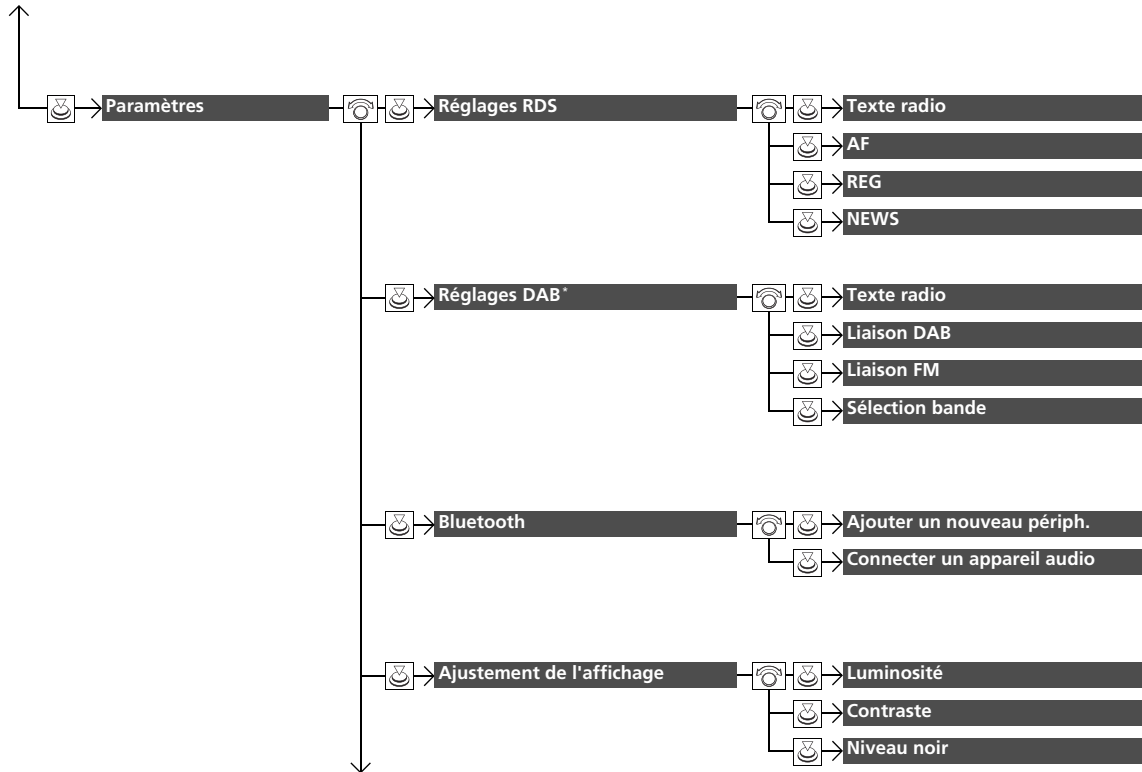 Paramètres
Réglages RDS
Texte radio
AF
REG
NEWS
Réglages DAB*
Texte radio
Liaison DAB
Liaison FM
Sélection bande
Bluetooth
Ajouter un nouveau périph.
Connecter un appareil audio
Ajustement de l'affichage
Luminosité
Contraste
Niveau noir